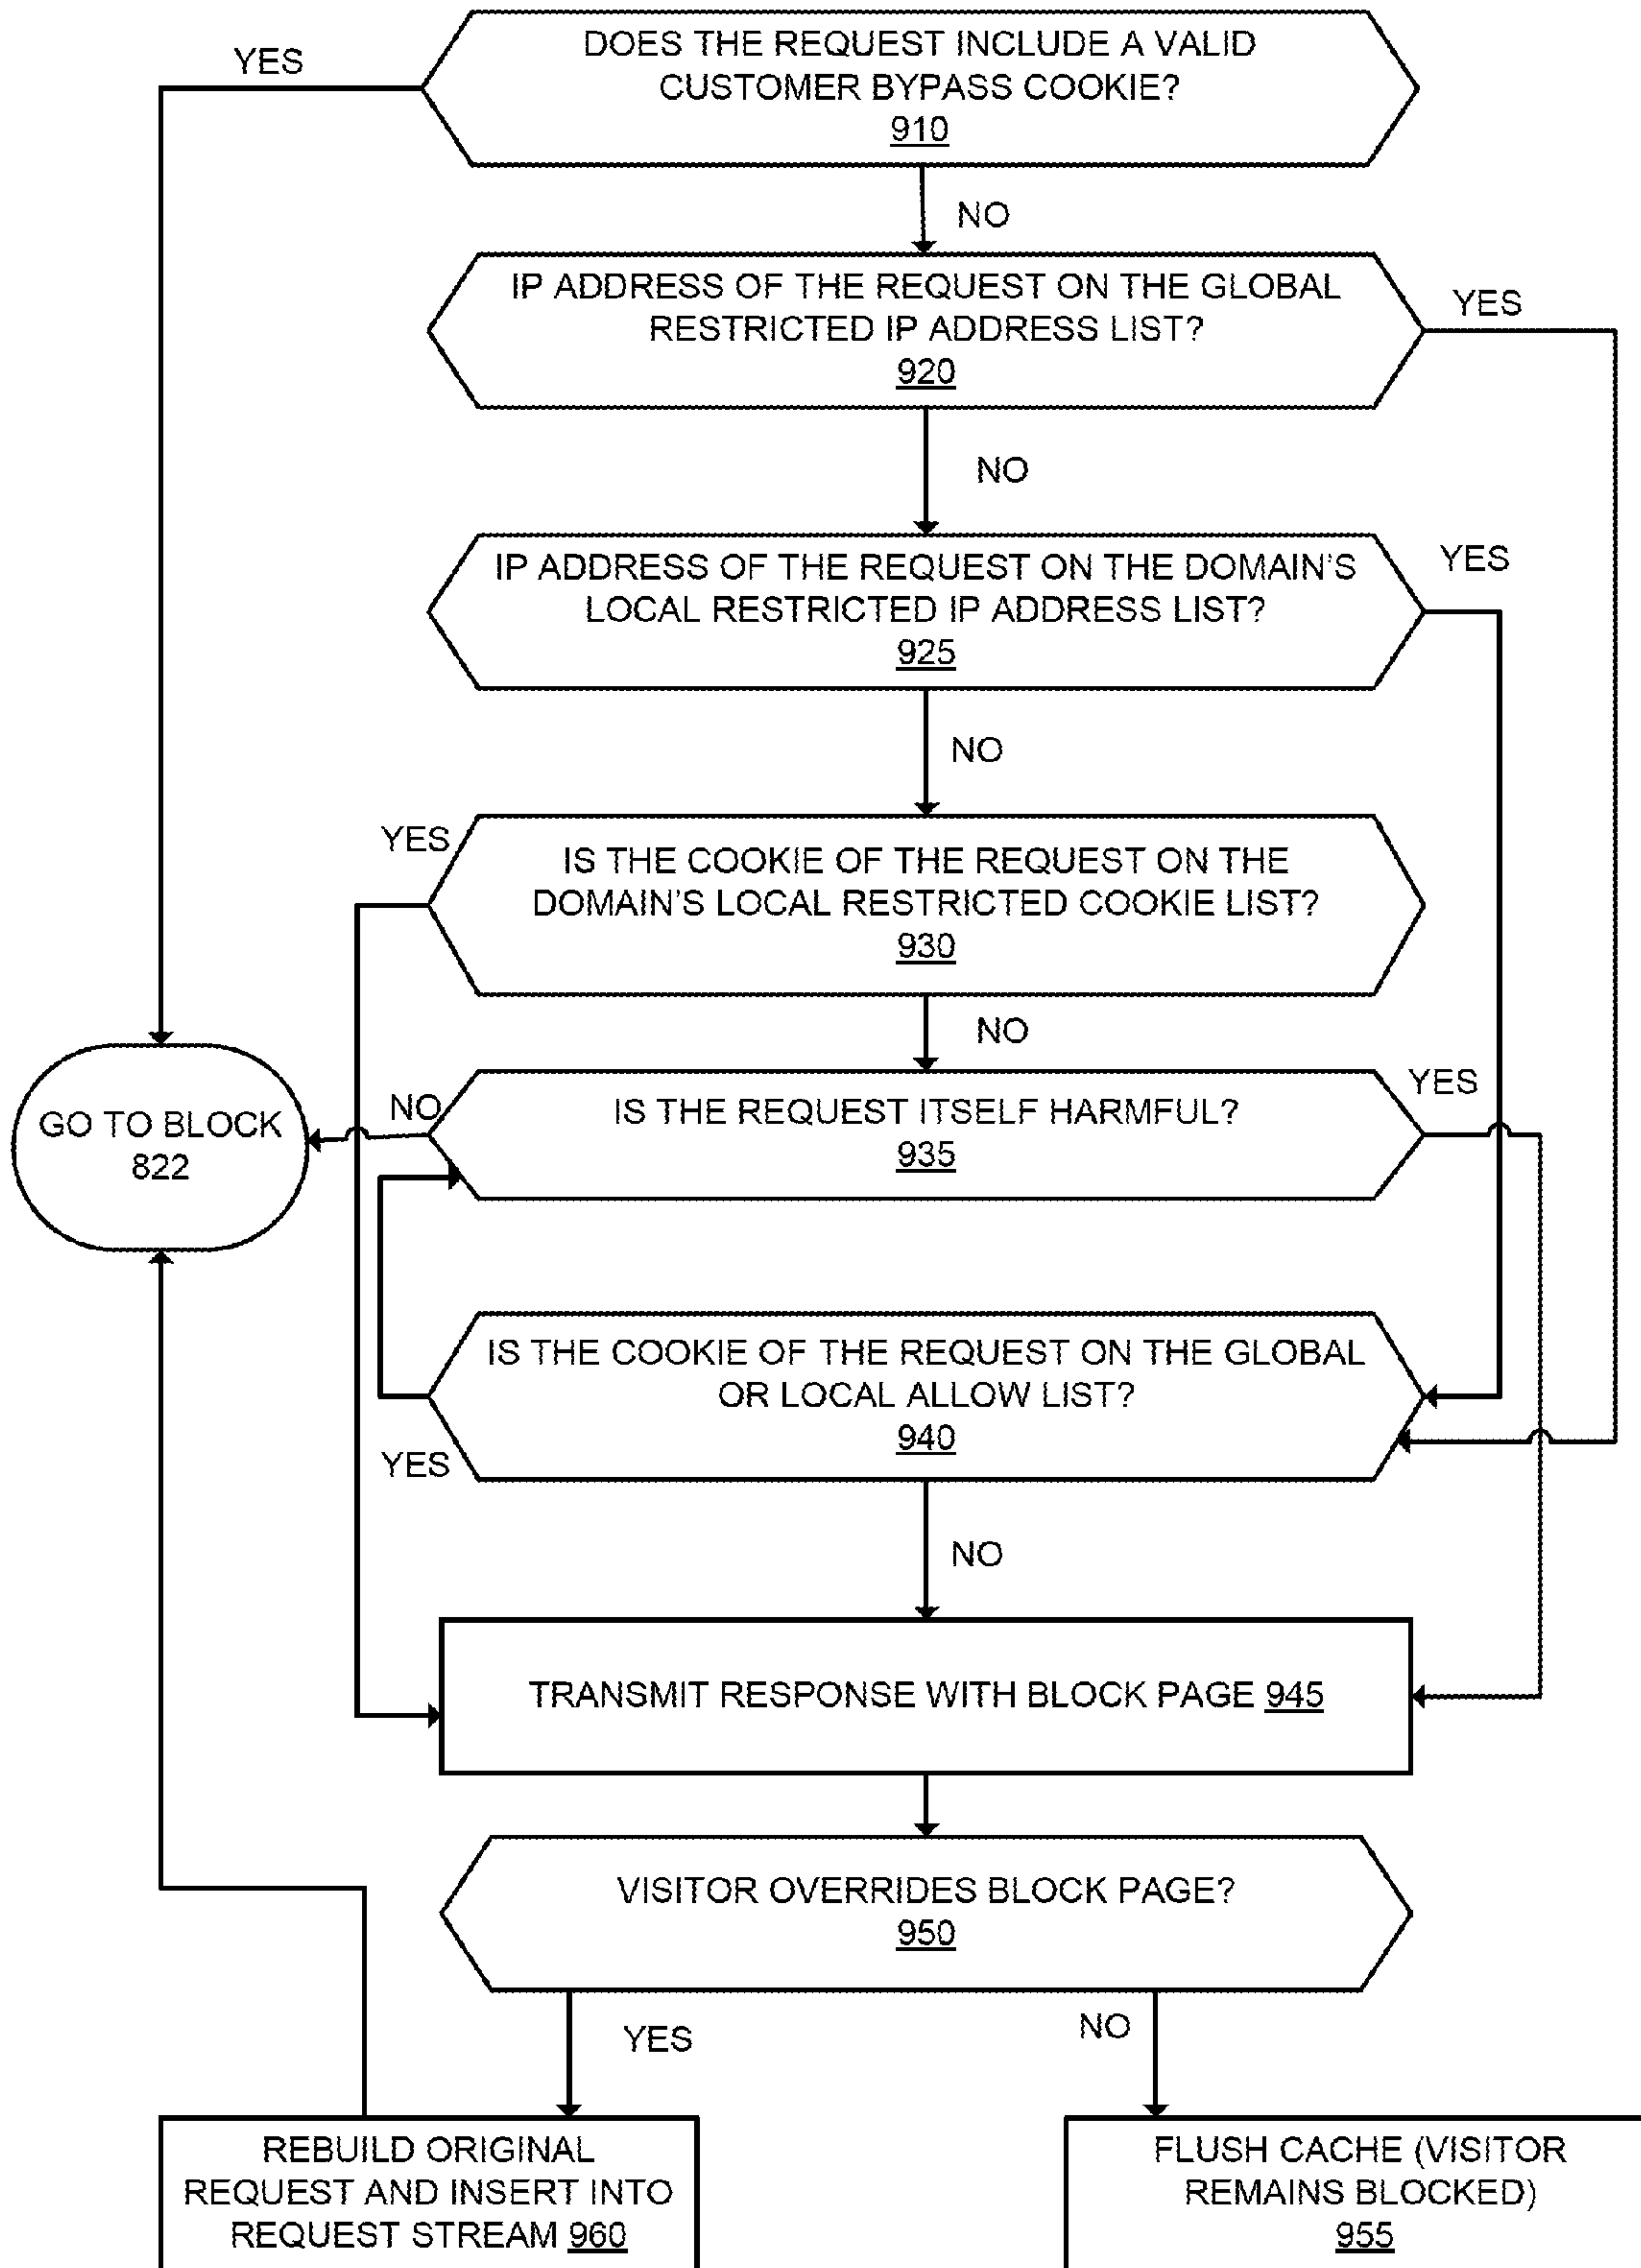 YES
DOES THE REQUEST INCLUDE A VALID
CUSTOMER BYPASS COOKIE?
910
NO
IP ADDRESS OF THE REQUEST ON THE GLOBAL
RESTRICTED IP ADDRESS LIST?
920
YES
NO
IP ADDRESS OF THE REQUEST ON THE DOMAIN'S
LOCAL RESTRICTED IP ADDRESS LIST?
925
YES
NO
YES
IS THE COOKIE OF THE REQUEST ON THE
DOMAIN'S LOCAL RESTRICTED COOKIE LIST?
930
NO
GO TO BLOCK
822
NO
IS THE REQUEST ITSELF HARMFUL?
935
YES
IS THE COOKIE OF THE REQUEST ON THE GLOBAL
OR LOCAL ALLOW LIST?
940
YES
NO
TRANSMIT RESPONSE WITH BLOCK PAGE 945
VISITOR OVERRIDES BLOCK PAGE?
950
YES
NO
REBUILD ORIGINAL
REQUEST AND INSERT INTO
REQUEST STREAM 960
FLUSH CACHE (VISITOR
REMAINS BLOCKED)
955